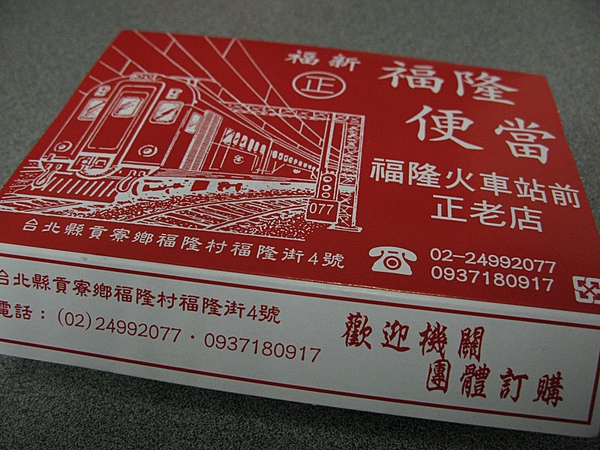 福新
正
福隆
便當
福隆火車站前
正老店
077
台北縣貢寮鄉福隆村福隆街4號
02-24992077
0937180917
台北縣貢寮鄉福隆村福隆街4號
電話：(02)24992077・0937180917
歡迎機關
團體訂購